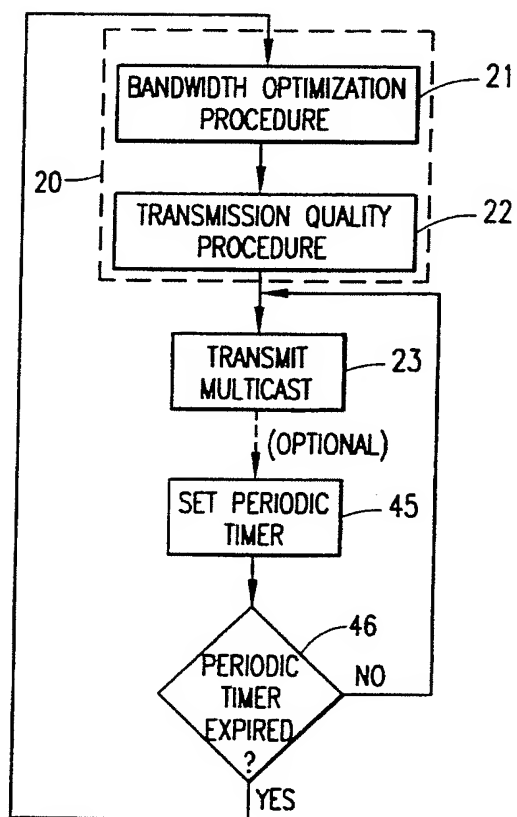 BANDWIDTH OPTIMIZATION
PROCEDURE
21
20
TRANSMISSION QUALITY
PROCEDURE
22
TRANSMIT
MULTICAST
23
(OPTIONAL)
SET PERIODIC
TIMER
45
46
PERIODIC
TIMER
EXPIRED
?
NO
YES